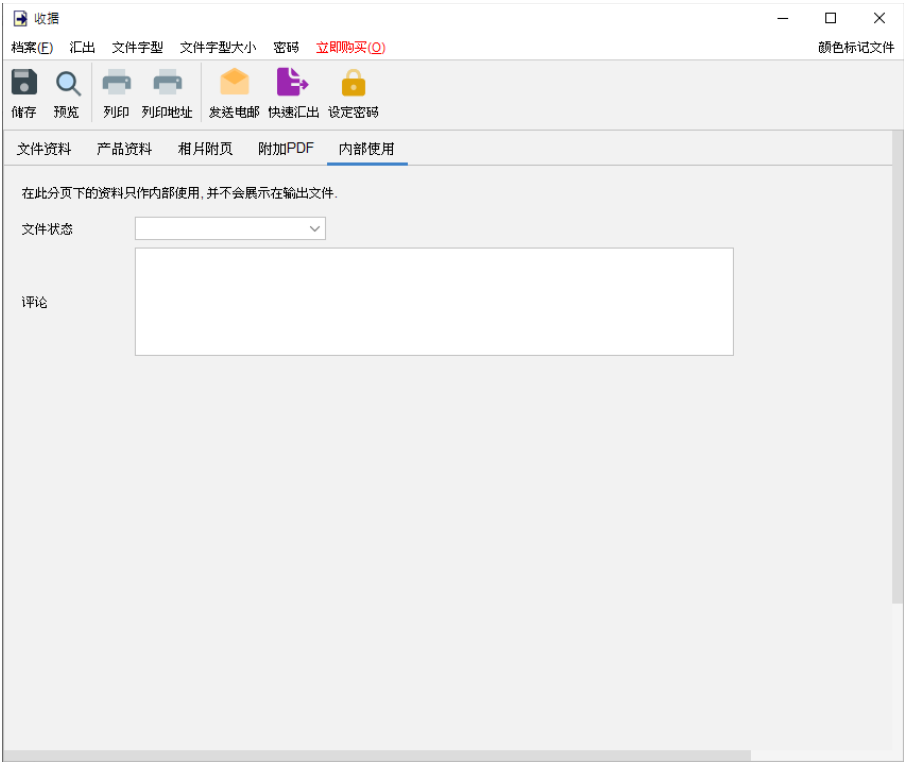 收据
档案(F) 汇出 文件字型 文件字型大小 密码 立即购买(O) 颜色标记文件
储存 预览 列印 列印地址 发送电邮 快速汇出 设定密码
文件资料 产品资料 相片附页 附加PDF 内部使用
在此分页下的资料只作内部使用,并不会展示在输出文件.
文件状态
评论